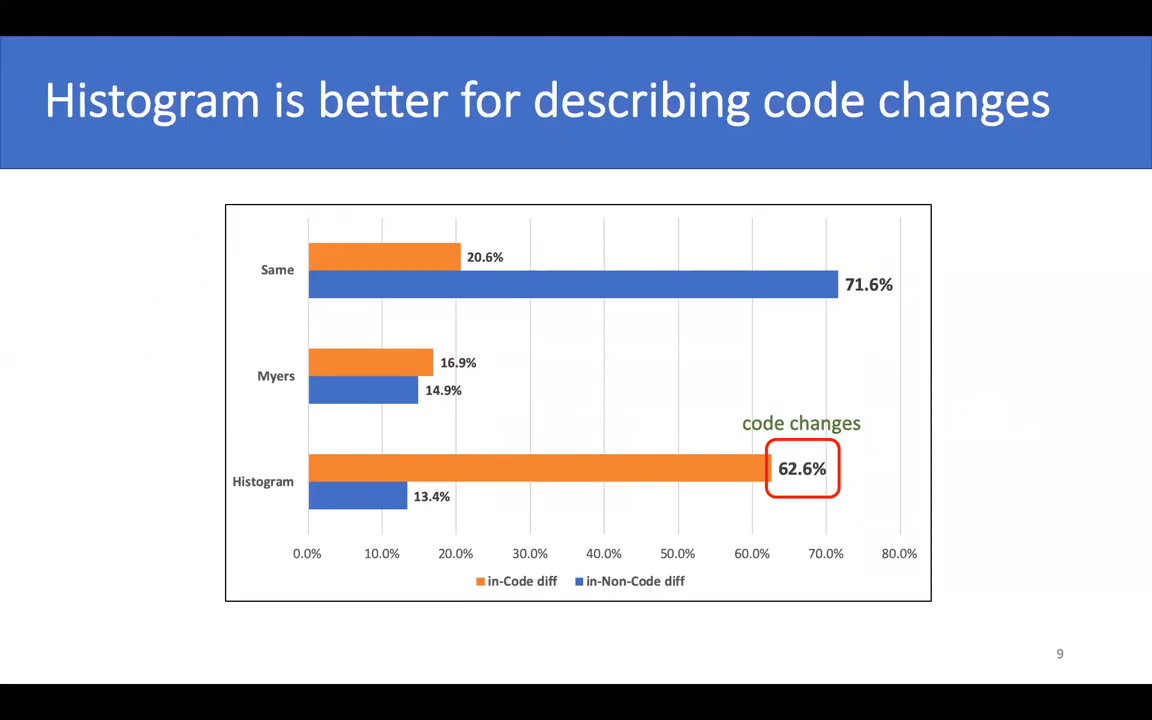 Histogram is better for describing code changes
Same
20.6%
71.6%
Myers
16.9%
14.9%
code changes
Histogram
62.6%
13.4%
0.0% 10.0% 20.0% 30.0% 40.0% 50.0% 60.0% 70.0% 80.0%
in-Code diff in-Non-Code diff
9